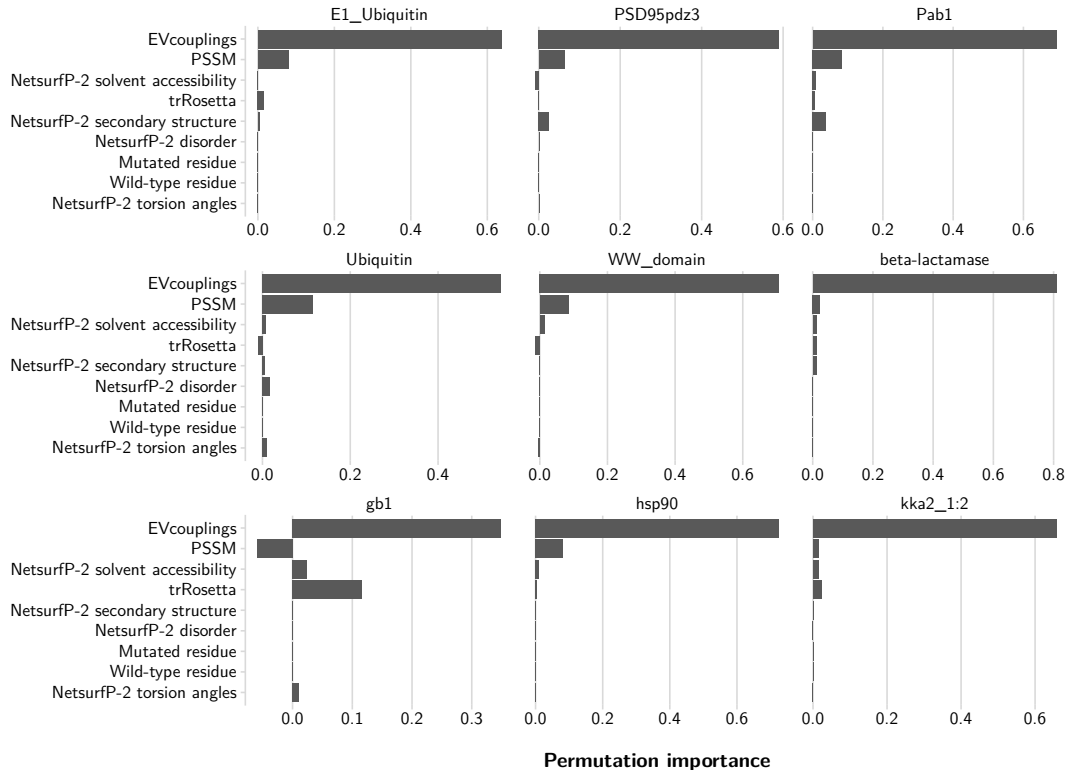 E1_Ubiquitin PSD95pdz3 Pab1
EVcouplings
PSSM
NetsurfP-2 solvent accessibility
trRosetta
NetsurfP-2 secondary structure
NetsurfP-2 disorder
Mutated residue
Wild-type residue
NetsurfP-2 torsion angles
0.0 0.2 0.4 0.6 0.0 0.2 0.4 0.6 0.0 0.2 0.4 0.6
Ubiquitin WW_domain beta-lactamase
EVcouplings
PSSM
NetsurfP-2 solvent accessibility
trRosetta
NetsurfP-2 secondary structure
NetsurfP-2 disorder
Mutated residue
Wild-type residue
NetsurfP-2 torsion angles
0.0 0.2 0.4 0.0 0.2 0.4 0.6 0.0 0.2 0.4 0.6 0.8
gb1 hsp90 kka2_1:2
EVcouplings
PSSM
NetsurfP-2 solvent accessibility
trRosetta
NetsurfP-2 secondary structure
NetsurfP-2 disorder
Mutated residue
Wild-type residue
NetsurfP-2 torsion angles
0.0 0.1 0.2 0.3 0.0 0.2 0.4 0.6 0.0 0.2 0.4 0.6
Permutation importance